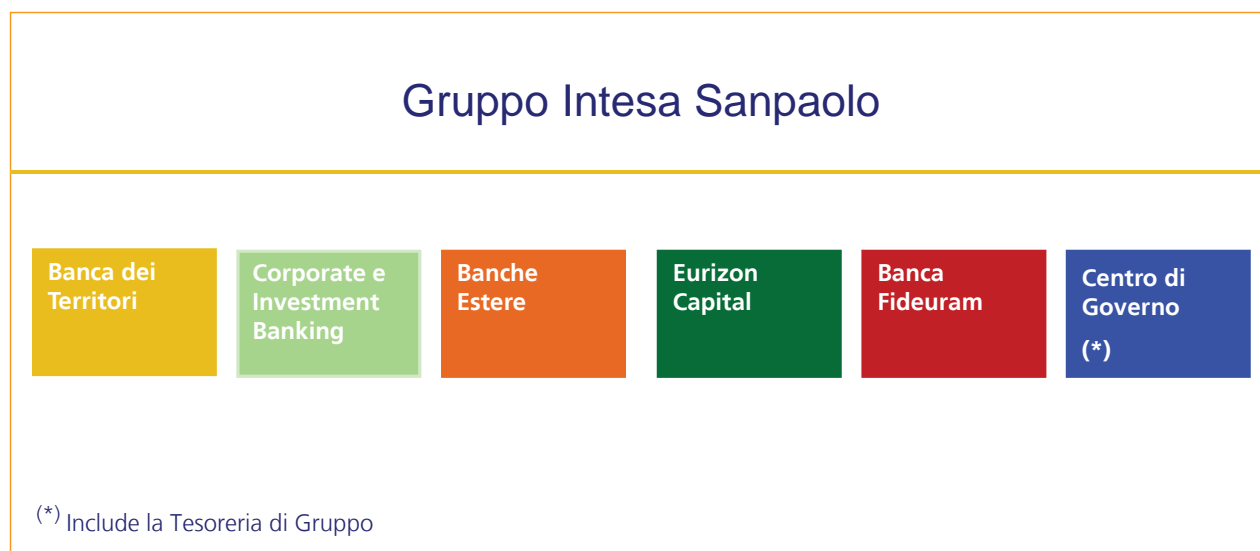 Gruppo Intesa Sanpaolo
Banca dei
Territori
Corporate e
Investment
Banking
Banche
Estere
Eurizon
Capital
Banca
Fideuram
Centro di
Governo
(*)
(*) Include la Tesoreria di Gruppo